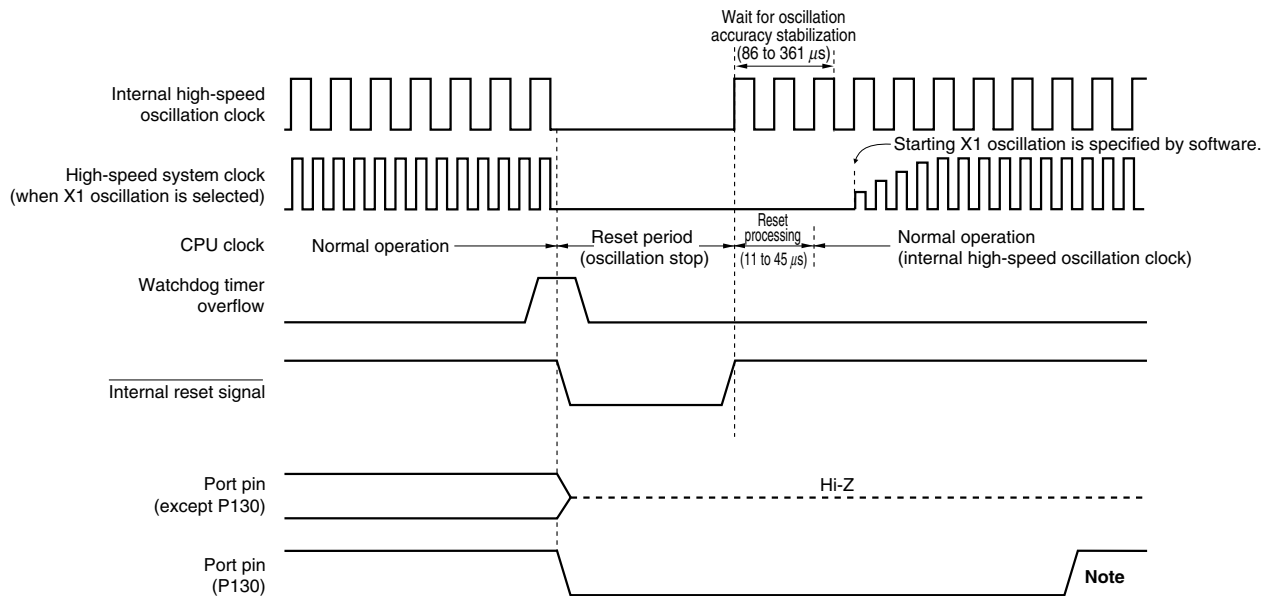 Wait for oscillation
accuracy stabilization
(86 to 361 μs)
Internal high-speed
oscillation clock
Starting X1 oscillation is specified by software.
High-speed system clock
(when X1 oscillation is selected)
CPU clock
Normal operation
Reset period
(oscillation stop)
Reset
processing
(11 to 45 μs)
Normal operation
(internal high-speed oscillation clock)
Watchdog timer
overflow
Internal reset signal
Port pin
(except P130)
Hi-Z
Port pin
(P130)
Note